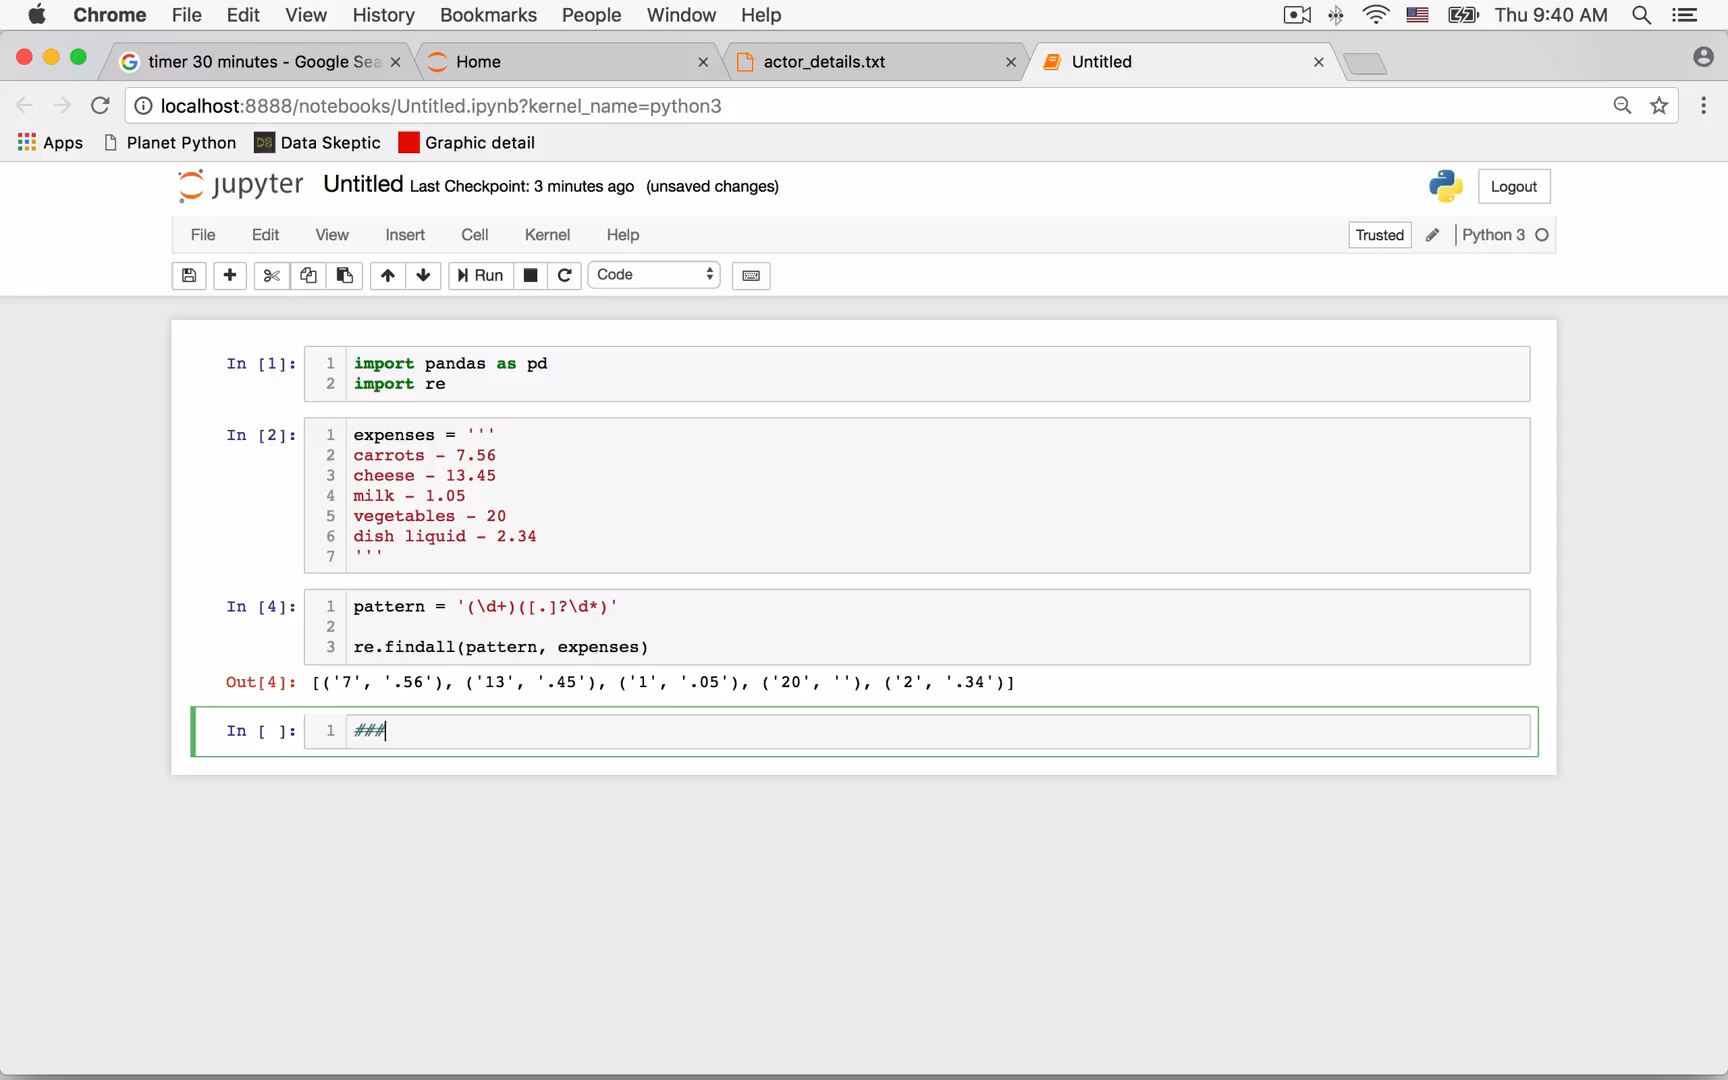 Chrome File Edit View History Bookmarks People Window Help Thu 9:40 AM
timer 30 minutes - Google Sea Home actor_details.txt Untitled
localhost:8888/notebooks/Untitled.ipynb?kernel_name=python3
Apps Planet Python DS Data Skeptic Graphic detail
jupyter Untitled Last Checkpoint: 3 minutes ago (unsaved changes) Logout
File Edit View Insert Cell Kernel Help Trusted Python 3
Run Code
In [1]: 1 import pandas as pd
2 import re
In [2]: 1 expenses = '''
2 carrots - 7.56
3 cheese - 13.45
4 milk - 1.05
5 vegetables - 20
6 dish liquid - 2.34
7 '''
In [4]: 1 pattern = '(\d+)([.]?\d*)'
2
3 re.findall(pattern, expenses)
Out[4]: [('7', '.56'), ('13', '.45'), ('1', '.05'), ('20', ''), ('2', '.34')]
In [ ]: 1 ###